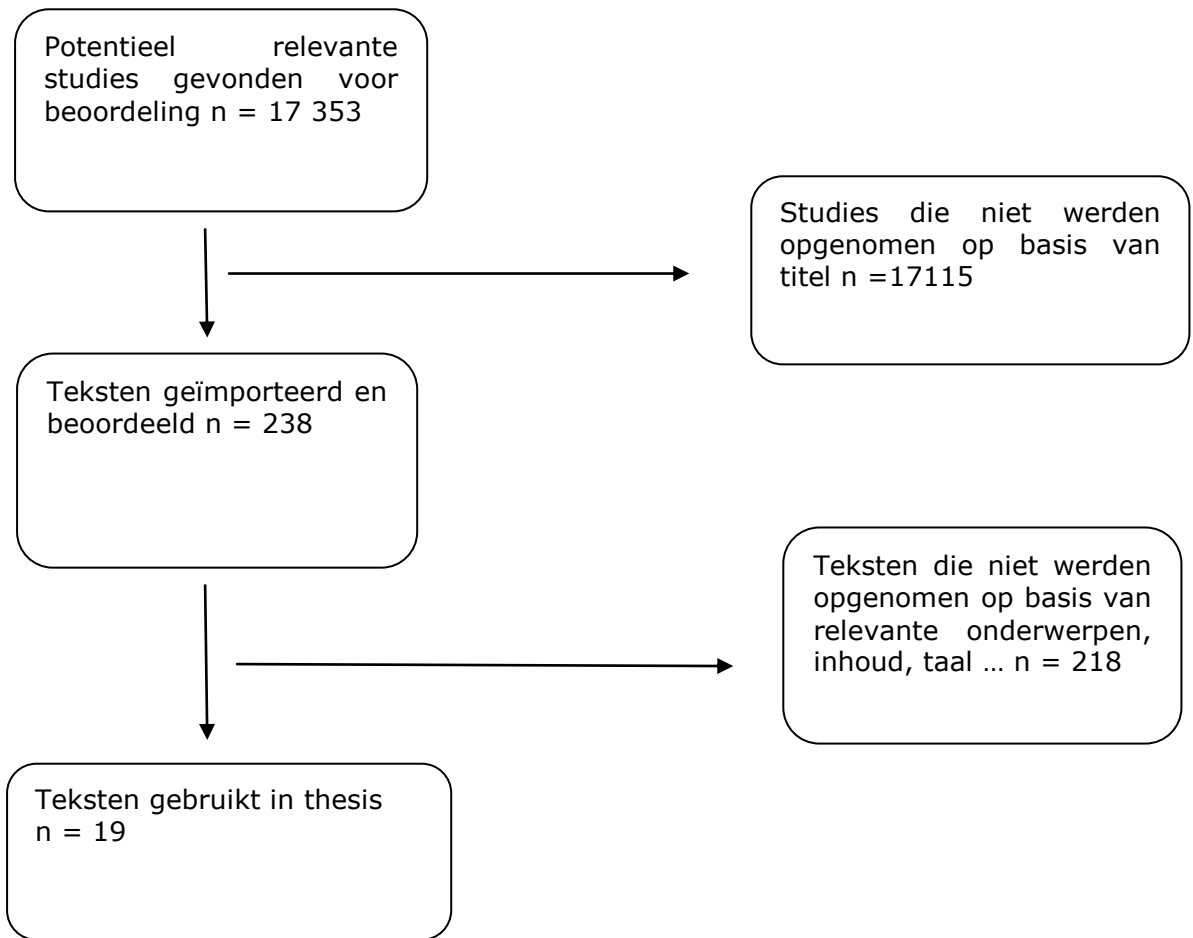 Potentieel relevante
studies gevonden voor
beoordeling n = 17 353
Studies die niet werden
opgenomen op basis van
titel n =17115
Teksten geïmporteerd en
beoordeeld n = 238
Teksten die niet werden
opgenomen op basis van
relevante onderwerpen,
inhoud, taal … n = 218
Teksten gebruikt in thesis
n = 19